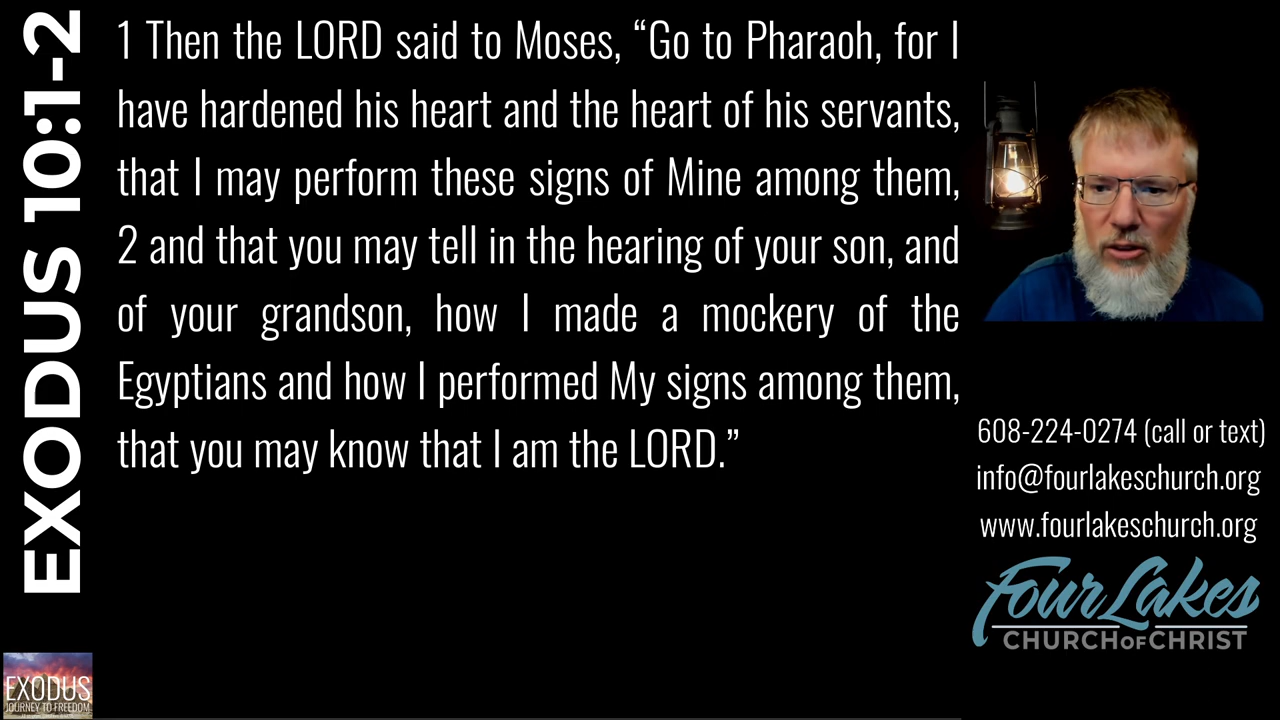 EXODUS 10:1-2
1 Then the LORD said to Moses, “Go to Pharaoh, for I
have hardened his heart and the heart of his servants,
that I may perform these signs of Mine among them,
2 and that you may tell in the hearing of your son, and
of your grandson, how I made a mockery of the
Egyptians and how I performed My signs among them,
that you may know that I am the LORD.”
608-224-0274 (call or text)
info@fourlakeschurch.org
www.fourlakeschurch.org
Four Lakes
CHURCH OF CHRIST
EXODUS
JOURNEY TO FREEDOM